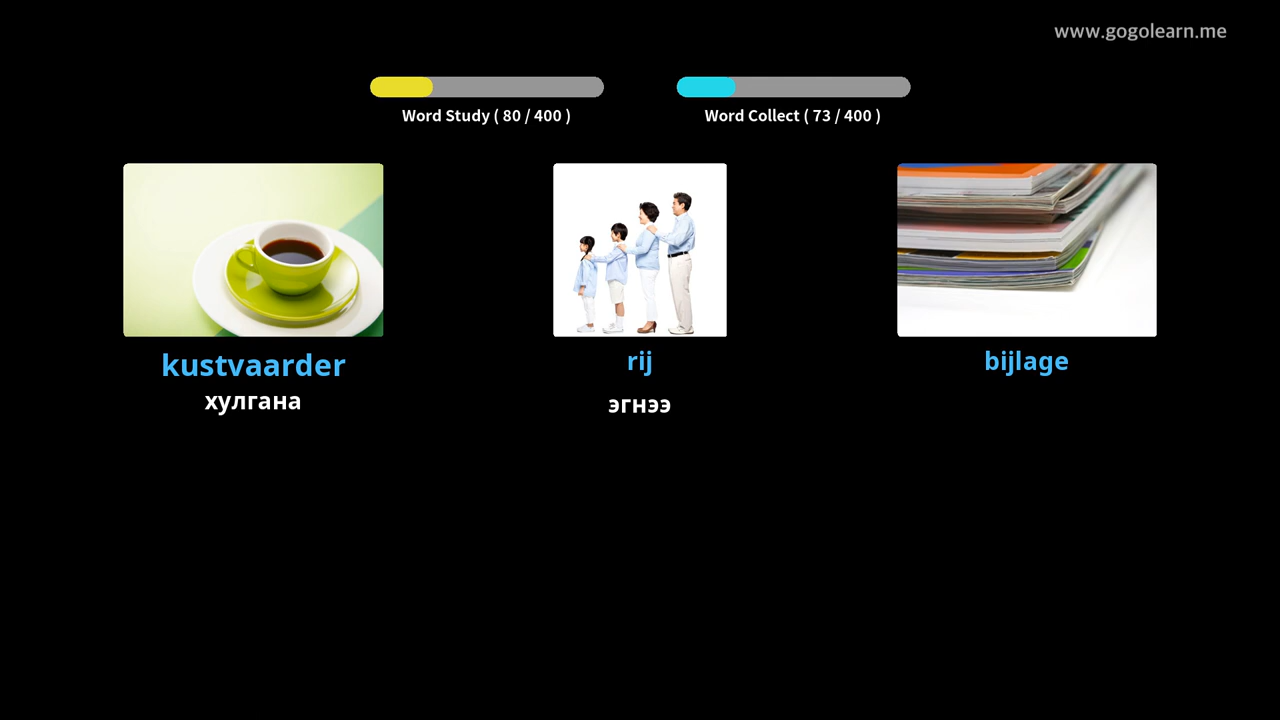 www.gogolearn.me
Word Study ( 80 / 400 )
Word Collect ( 73 / 400 )
kustvaarder
хулгана
rij
эгнээ
bijlage